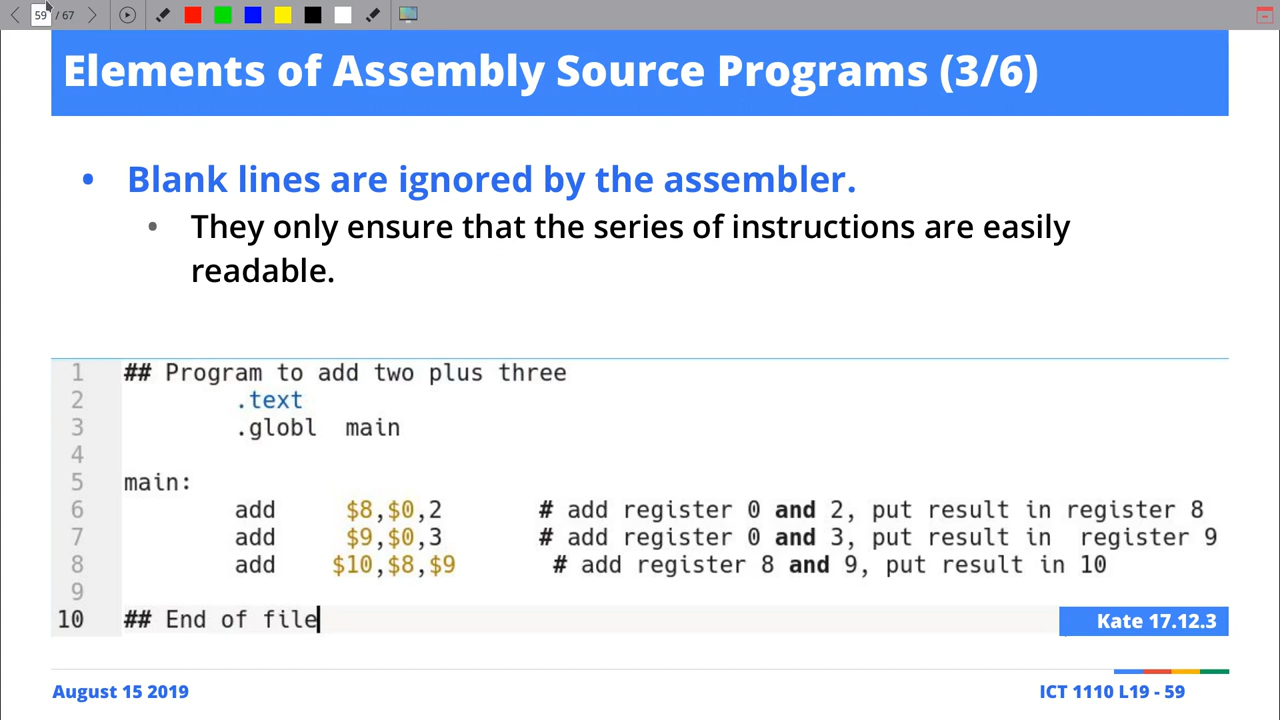 59 / 67
Elements of Assembly Source Programs (3/6)
• Blank lines are ignored by the assembler.
• They only ensure that the series of instructions are easily
readable.
1 ## Program to add two plus three
2 .text
3 .globl main
4
5 main:
6 add $8,$0,2 # add register 0 and 2, put result in register 8
7 add $9,$0,3 # add register 0 and 3, put result in register 9
8 add $10,$8,$9 # add register 8 and 9, put result in 10
9
10 ## End of file
Kate 17.12.3
August 15 2019
ICT 1110 L19 - 59